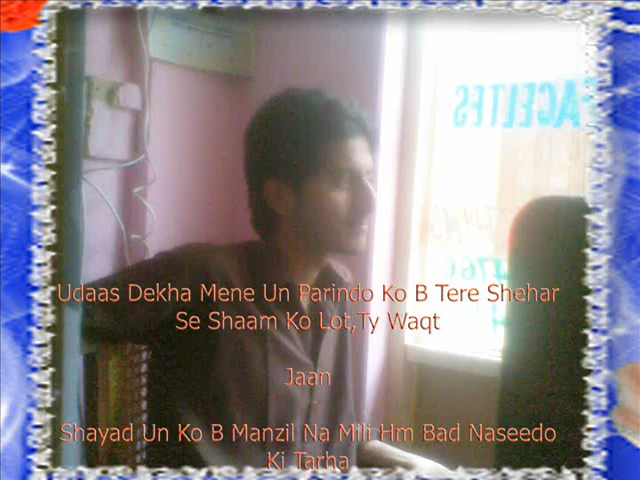 FACELTES
Udaas Dekha Mene Un Parindo Ko B Tere Shehar
Se Shaam Ko Lot,Ty Waqt
Jaan
Shayad Un Ko B Manzil Na Mili Hm Bad Naseedo
Ki Tarha